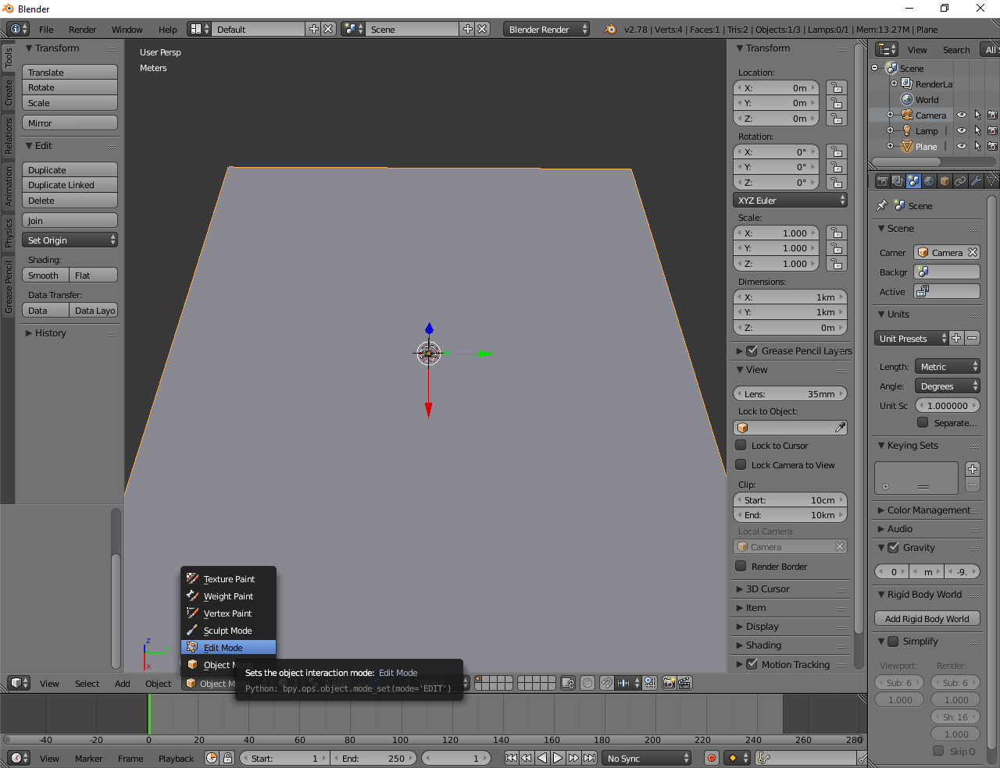 Blender
File Render Window Help Default Scene Blender Render v2.78 | Verts:4 | Faces:1 | Tris:2 | Objects:1/3 | Lamps:0/1 | Mem:13.27M | Plane
Tools
Create
Relations
Animation
Physics
Grease Pencil
Transform
Translate
Rotate
Scale
Mirror
Edit
Duplicate
Duplicate Linked
Delete
Join
Set Origin
Shading:
Smooth Flat
Data Transfer:
Data Data Layo
History
User Persp
Meters
z
x
Texture Paint
Weight Paint
Vertex Paint
Sculpt Mode
Edit Mode
Object M
Sets the object interaction mode: Edit Mode
Python: bpy.ops.object.mode_set(mode='EDIT')
View Select Add Object Object M
Transform
Location:
X: 0m
Y: 0m
Z: 0m
Rotation:
X: 0°
Y: 0°
Z: 0°
XYZ Euler
Scale:
X: 1.000
Y: 1.000
Z: 1.000
Dimensions:
X: 1km
Y: 1km
Z: 0m
Grease Pencil Layers
View
Lens: 35mm
Lock to Object:
Lock to Cursor
Lock Camera to View
Clip:
Start: 10cm
End: 10km
Local Camera:
Camera
Render Border
3D Cursor
Item
Display
Shading
Motion Tracking
View Search All S
Scene
RenderLa
World
Camera
Lamp
Plane
Scene
Scene
Camer Camera
Backgr
Active
Units
Unit Presets
Length: Metric
Angle: Degrees
Unit Sc 1.000000
Separate...
Keying Sets
Color Management
Audio
Gravity
0 m -9.
Rigid Body World
Add Rigid Body World
Simplify
Viewport: Render:
Sub: 6 Sub: 6
1.000 1.000
Sh: 16
1.000
Skip Q
-40 -20 0 20 40 60 80 100 120 140 160 180 200 220 240 260 280
View Marker Frame Playback Start: 1 End: 250 1 No Sync